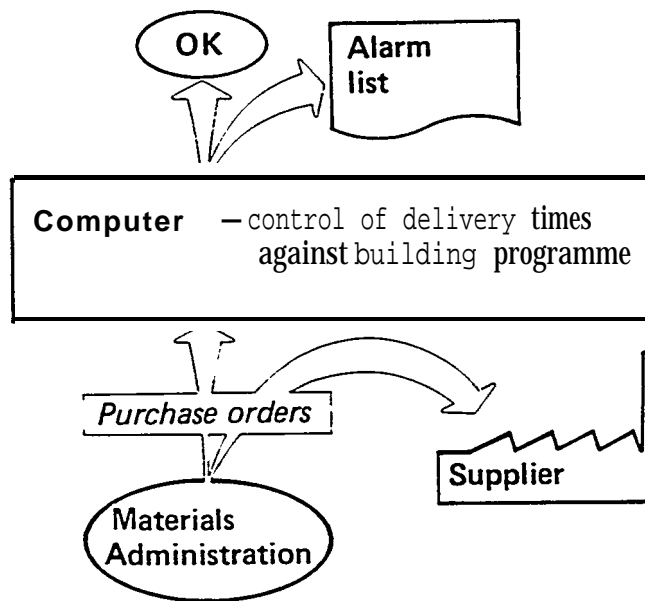 OK
Alarm
list
Computer – control of delivery times
against building programme
Purchase orders
Supplier
Materials
Administration